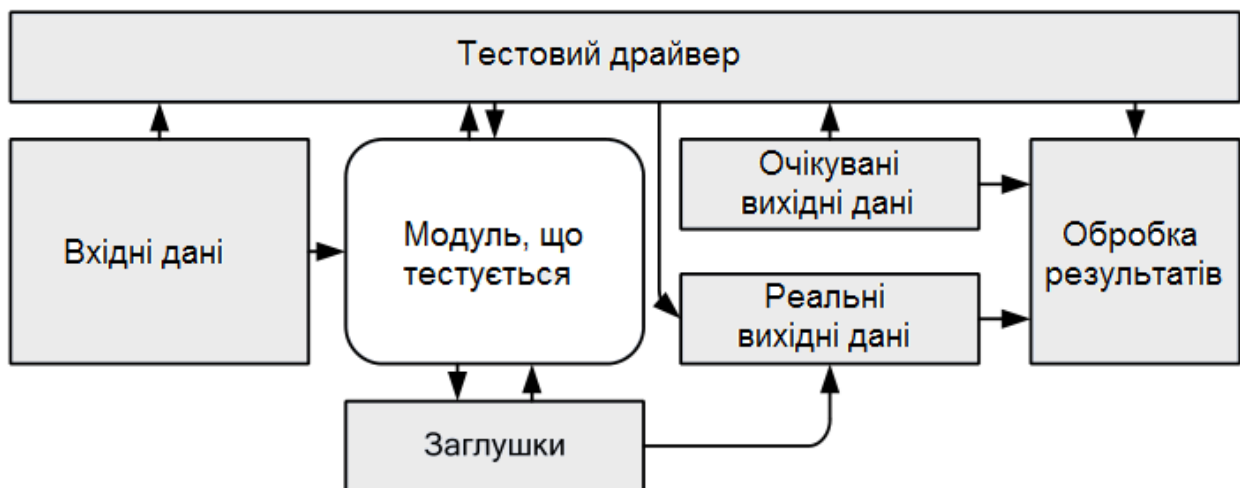 Тестовий драйвер
Вхідні дані
Модуль, що
тестується
Очікувані
вихідні дані
Реальні
вихідні дані
Обробка
результатів
Заглушки